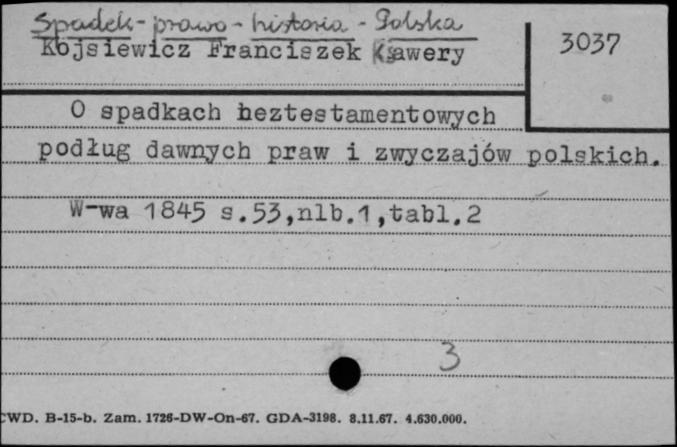 Spadek - prawo - historia - Polska
Kojsiewicz Franciszek Ksawery
3037
O spadkach beztestamentowych
podług dawnych praw i zwyczajów polskich.
W-wa 1845 s.53,nlb.1,tabl.2
3
CWD. B-15-b. Zam. 1726-DW-On-67. GDA-3198. 8.11.67. 4.630.000.